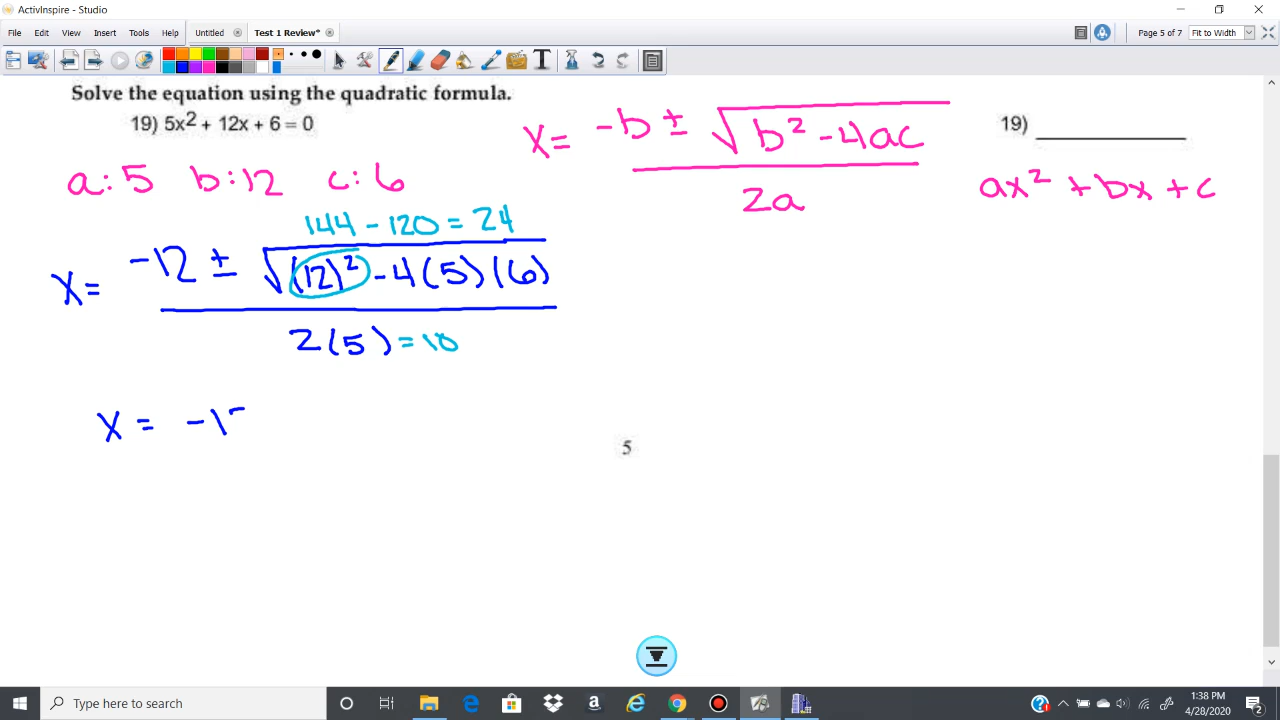 ActivInspire - Studio
File Edit View Insert Tools Help Untitled Test 1 Review* Page 5 of 7 Fit to Width
Solve the equation using the quadratic formula.
19) 5x² + 12x + 6 = 0
x = -b ± √b² - 4ac
2a
19) ____________
a: 5 b: 12 c: 6
ax² + bx + c
144 - 120 = 24
x = -12 ± √(12)² - 4(5)(6)
2(5) = 10
x = -1
5
Type here to search
1:38 PM
4/28/2020
2